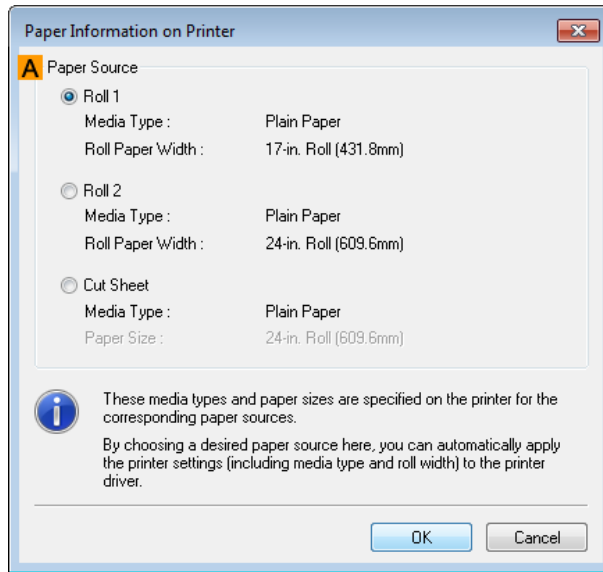 Paper Information on Printer
A Paper Source
Roll 1
Media Type : Plain Paper
Roll Paper Width : 17-in. Roll (431.8mm)
Roll 2
Media Type : Plain Paper
Roll Paper Width : 24-in. Roll (609.6mm)
Cut Sheet
Media Type : Plain Paper
Paper Size : 24-in. Roll (609.6mm)
These media types and paper sizes are specified on the printer for the
corresponding paper sources.
By choosing a desired paper source here, you can automatically apply
the printer settings (including media type and roll width) to the printer
driver.
OK Cancel